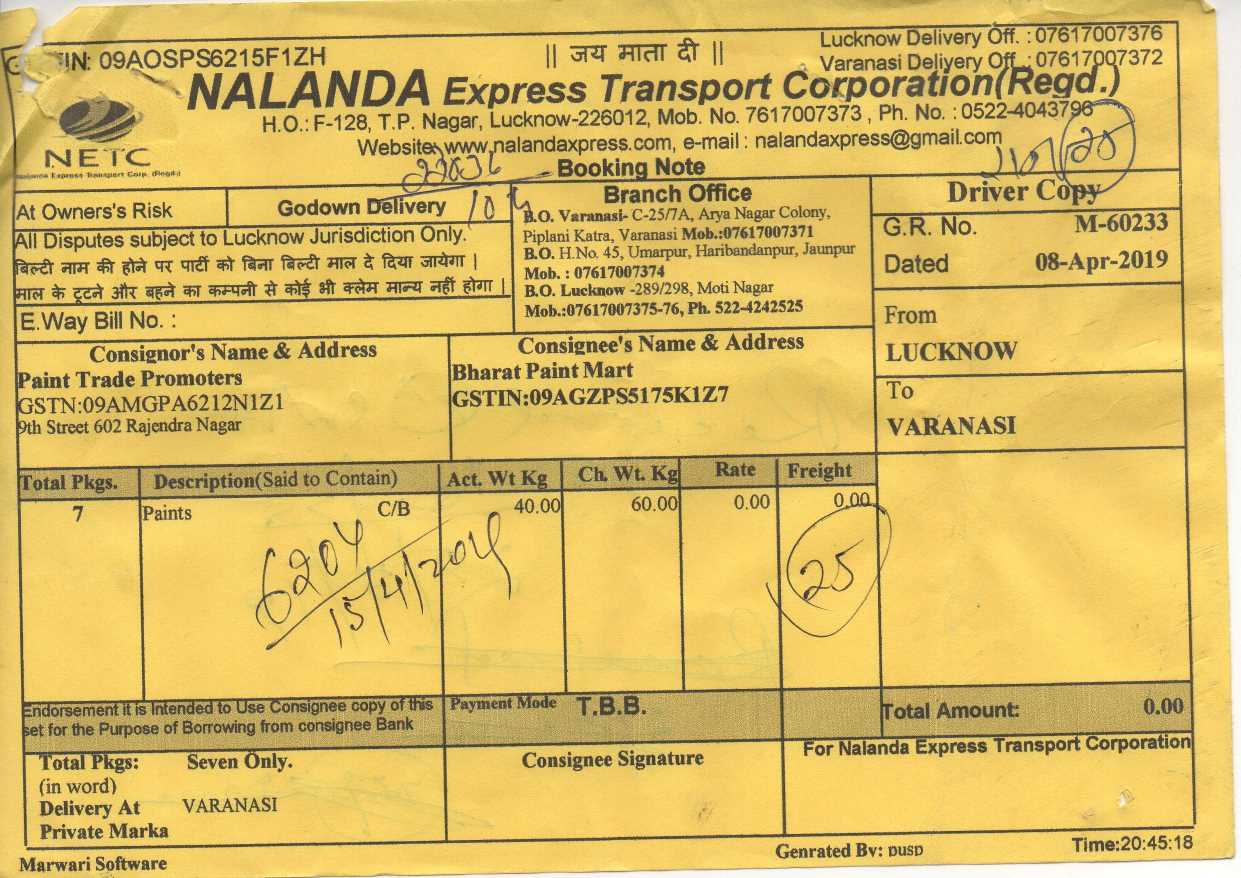 GSTIN: 09AOSPS6215F1ZH
|| जय माता दी ||
Lucknow Delivery Off. : 07617007376
Varanasi Deliyery Off. : 07617007372
NALANDA Express Transport Corporation(Regd.)
H.O.: F-128, T.P. Nagar, Lucknow-226012, Mob. No. 7617007373 , Ph. No. : 0522-4043796
Website: www.nalandaxpress.com, e-mail : nalandaxpress@gmail.com
NETC
Nalanda Express Transport Corp. (Regd.)
20
Booking Note
Driver Copy
At Owners's Risk
Godown Delivery
All Disputes subject to Lucknow Jurisdiction Only.
बिल्टी नाम की होने पर पार्टी को बिना बिल्टी माल दे दिया जायेगा |
माल के टूटने और बहने का कम्पनी से कोई भी क्लेम मान्य नहीं होगा |
E.Way Bill No. :
Branch Office
B.O. Varanasi- C-25/7A, Arya Nagar Colony,
Piplani Katra, Varanasi Mob.:07617007371
B.O. H.No. 45, Umarpur, Haribandanpur, Jaunpur
Mob. : 07617007374
B.O. Lucknow -289/298, Moti Nagar
Mob.:07617007375-76, Ph. 522-4242525
G.R. No. M-60233
Dated 08-Apr-2019
From
LUCKNOW
To
VARANASI
Consignor's Name & Address
Paint Trade Promoters
GSTN:09AMGPA6212N1Z1
9th Street 602 Rajendra Nagar
Consignee's Name & Address
Bharat Paint Mart
GSTIN:09AGZPS5175K1Z7
Total Pkgs. Description(Said to Contain) Act. Wt Kg Ch. Wt. Kg Rate Freight
7 Paints C/B 40.00 60.00 0.00 0.00
6204
15/4/2019
25
Endorsement it is Intended to Use Consignee copy of this
set for the Purpose of Borrowing from consignee Bank
Payment Mode T.B.B.
Total Amount: 0.00
Total Pkgs: Seven Only.
(in word)
Delivery At VARANASI
Private Marka
Consignee Signature
For Nalanda Express Transport Corporation
Marwari Software
Genrated By: pusp
Time:20:45:18